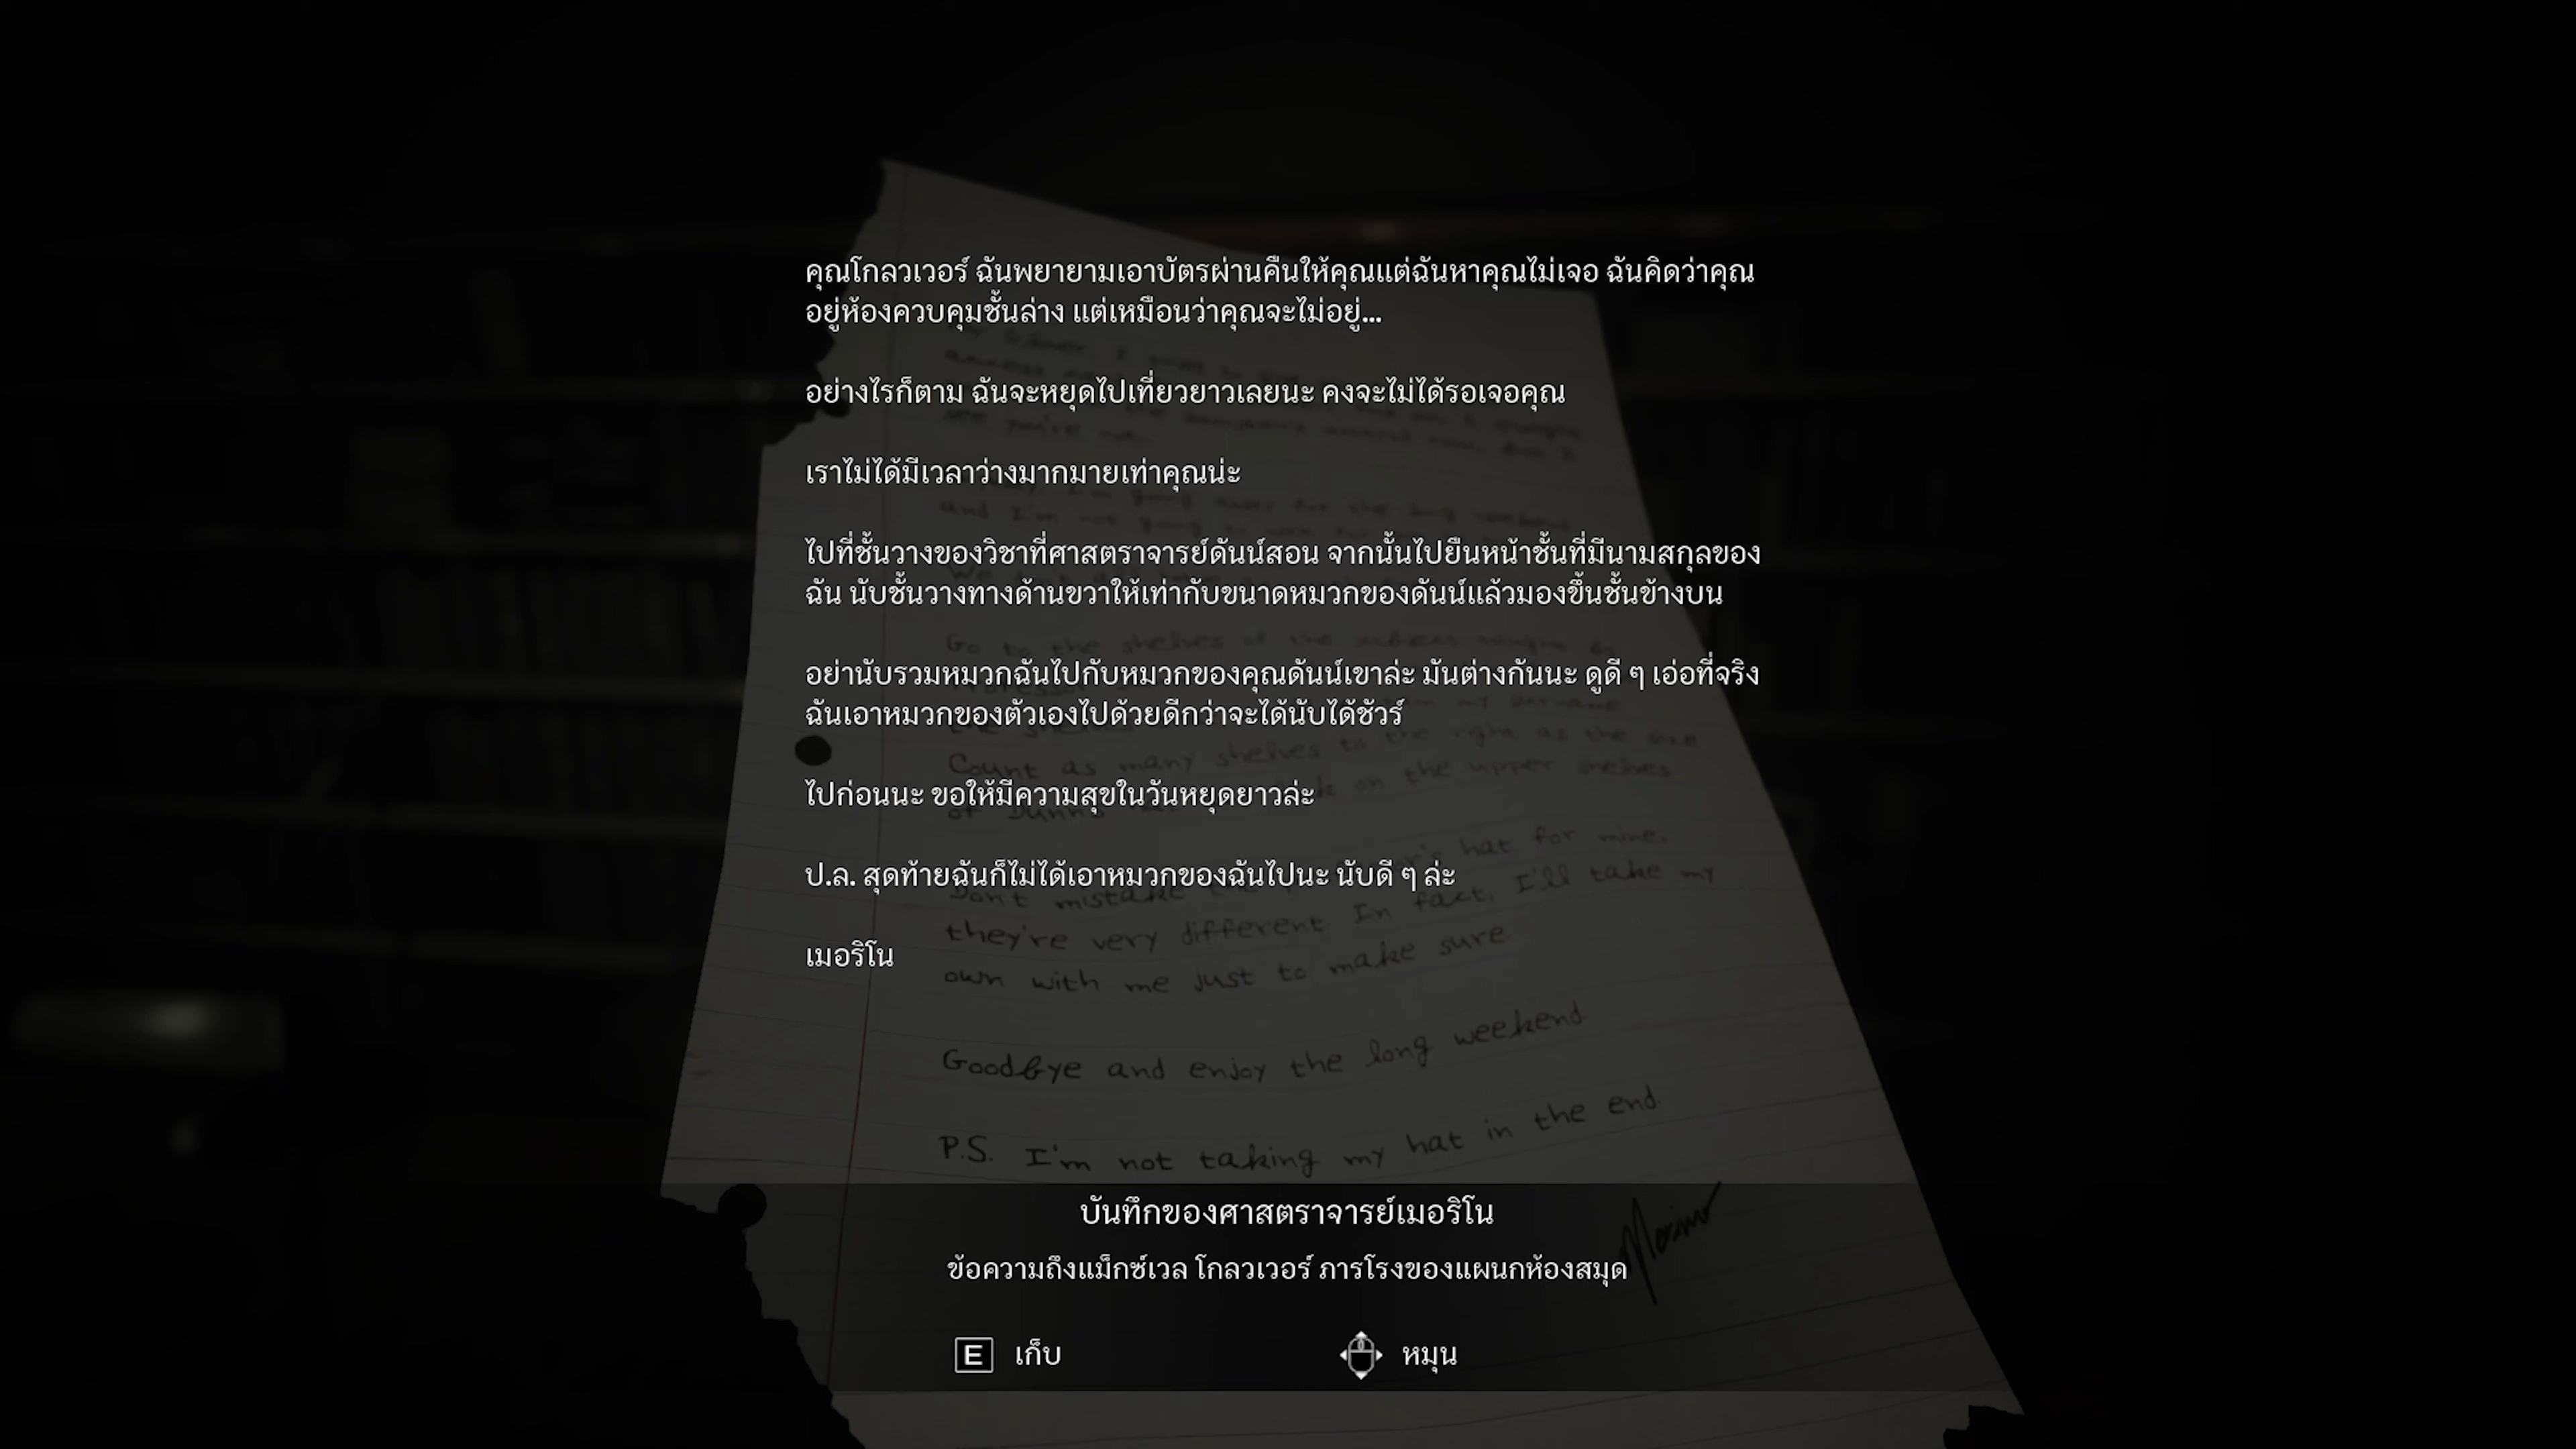 คุณโกลวเวอร์ ฉันพยายามเอาบัตรผ่านคืนให้คุณแต่ฉันหาคุณไม่เจอ ฉันคิดว่าคุณ
อยู่ห้องควบคุมชั้นล่าง แต่เหมือนว่าคุณจะไม่อยู่...
อย่างไรก็ตาม ฉันจะหยุดไปเที่ยวยาวเลยนะ คงจะไม่ได้รอเจอคุณ
เราไม่ได้มีเวลาว่างมากมายเท่าคุณน่ะ
ไปที่ชั้นวางของวิชาที่ศาสตราจารย์ดันน์สอน จากนั้นไปยืนหน้าชั้นที่มีนามสกุลของ
ฉัน นับชั้นวางทางด้านขวาให้เท่ากับขนาดหมวกของดันน์แล้วมองขึ้นชั้นข้างบน
อย่านับรวมหมวกฉันไปกับหมวกของคุณดันน์เขาล่ะ มันต่างกันนะ ดูดี ๆ เอ่อที่จริง
ฉันเอาหมวกของตัวเองไปด้วยดีกว่าจะได้นับได้ชัวร์
ไปก่อนนะ ขอให้มีความสุขในวันหยุดยาวล่ะ
ป.ล. สุดท้ายฉันก็ไม่ได้เอาหมวกของฉันไปนะ นับดี ๆ ล่ะ
เมอริโน
Go to the shelves of the subject taught by
Count as many shelves to the right as the size
of Dunn's on the upper shelves
Don't mistake hat for mine,
they're very different. In fact, I'll take my
own with me just to make sure.
Goodbye and enjoy the long weekend
P.S. I'm not taking my hat in the end
Merino
บันทึกของศาสตราจารย์เมอริโน
ข้อความถึงแม็กซ์เวล โกลวเวอร์ ภารโรงของแผนกห้องสมุด
E เก็บ
หมุน